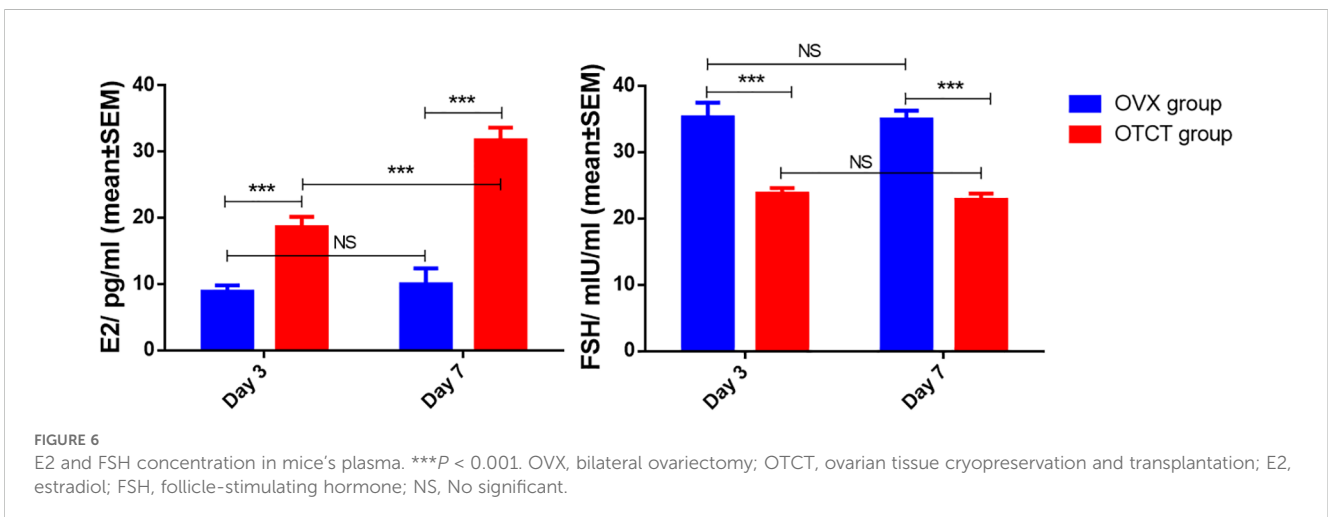 E2/ pg/ml (mean±SEM)
40
30
20
10
0
***
***
***
NS
Day 3
Day 7
FSH/ mIU/ml (mean±SEM)
40
30
20
10
0
NS
***
***
NS
Day 3
Day 7
OVX group
OTCT group
FIGURE 6
E2 and FSH concentration in mice's plasma. ***P < 0.001. OVX, bilateral ovariectomy; OTCT, ovarian tissue cryopreservation and transplantation; E2,
estradiol; FSH, follicle-stimulating hormone; NS, No significant.